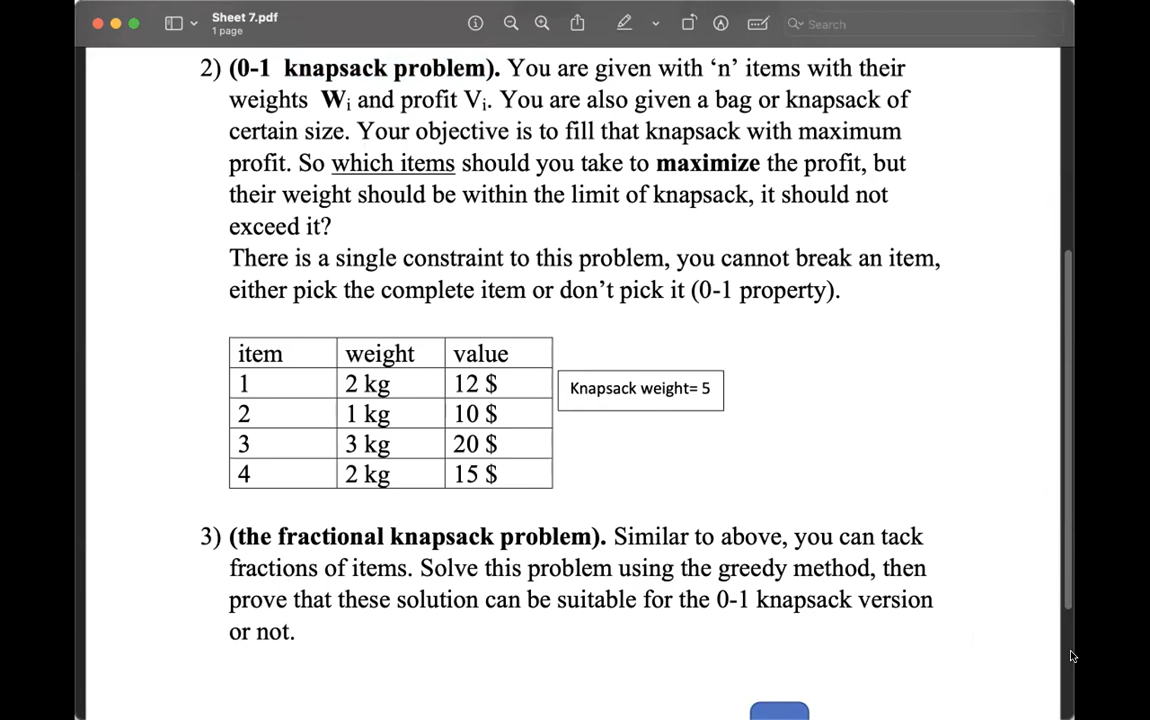 Sheet 7.pdf
1 page
Search
2) (0-1 knapsack problem). You are given with ‘n’ items with their
weights Wi and profit Vi. You are also given a bag or knapsack of
certain size. Your objective is to fill that knapsack with maximum
profit. So which items should you take to maximize the profit, but
their weight should be within the limit of knapsack, it should not
exceed it?
There is a single constraint to this problem, you cannot break an item,
either pick the complete item or don’t pick it (0-1 property).
item weight value
1 2 kg 12 $
Knapsack weight= 5
2 1 kg 10 $
3 3 kg 20 $
4 2 kg 15 $
3) (the fractional knapsack problem). Similar to above, you can tack
fractions of items. Solve this problem using the greedy method, then
prove that these solution can be suitable for the 0-1 knapsack version
or not.